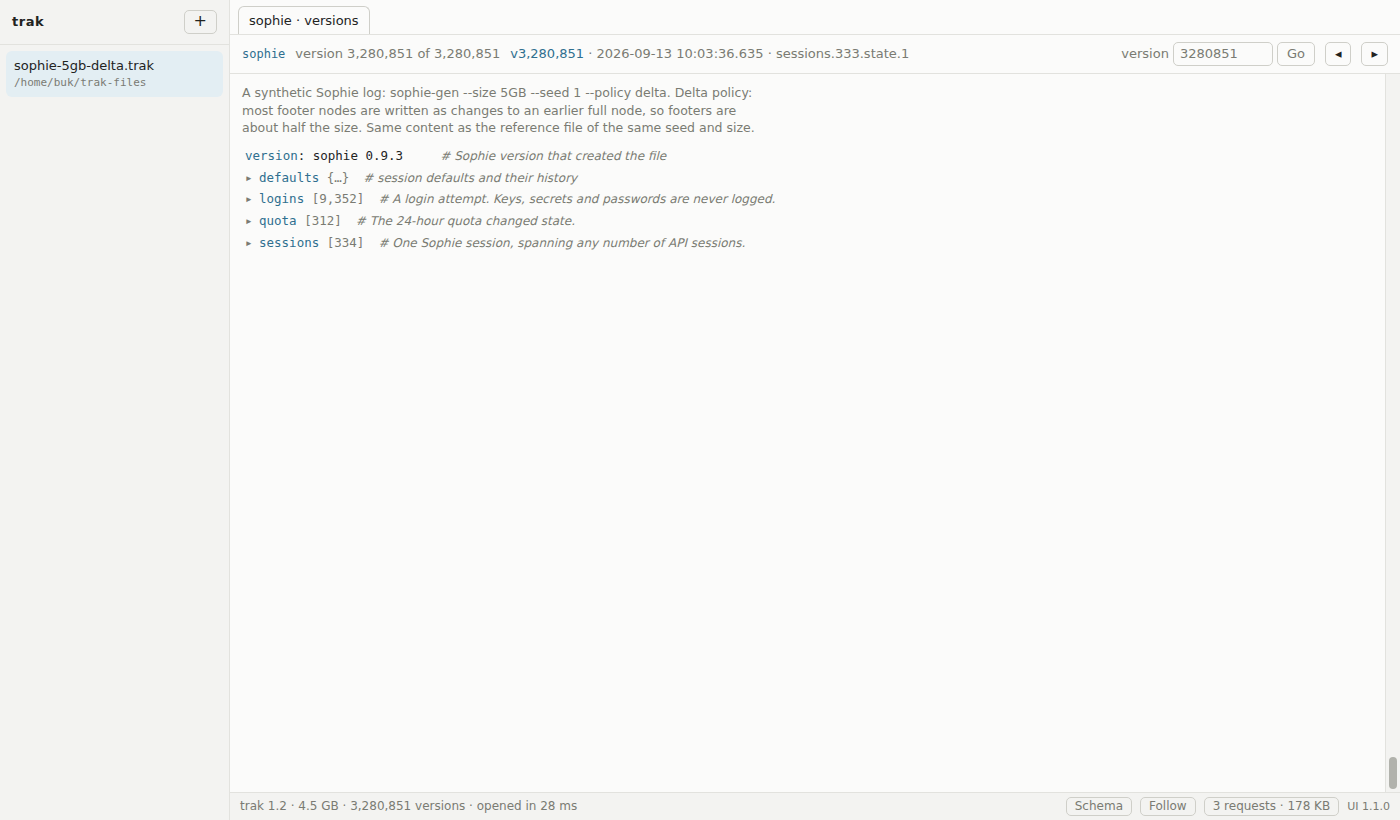 trak
+
sophie · versions
sophie version 3,280,851 of 3,280,851 v3,280,851 · 2026-09-13 10:03:36.635 · sessions.333.state.1
version 3280851 Go ◂ ▸
sophie-5gb-delta.trak
/home/buk/trak-files
A synthetic Sophie log: sophie-gen --size 5GB --seed 1 --policy delta. Delta policy:
most footer nodes are written as changes to an earlier full node, so footers are
about half the size. Same content as the reference file of the same seed and size.
version: sophie 0.9.3 # Sophie version that created the file
▸ defaults {…} # session defaults and their history
▸ logins [9,352] # A login attempt. Keys, secrets and passwords are never logged.
▸ quota [312] # The 24-hour quota changed state.
▸ sessions [334] # One Sophie session, spanning any number of API sessions.
trak 1.2 · 4.5 GB · 3,280,851 versions · opened in 28 ms
Schema Follow 3 requests · 178 KB UI 1.1.0